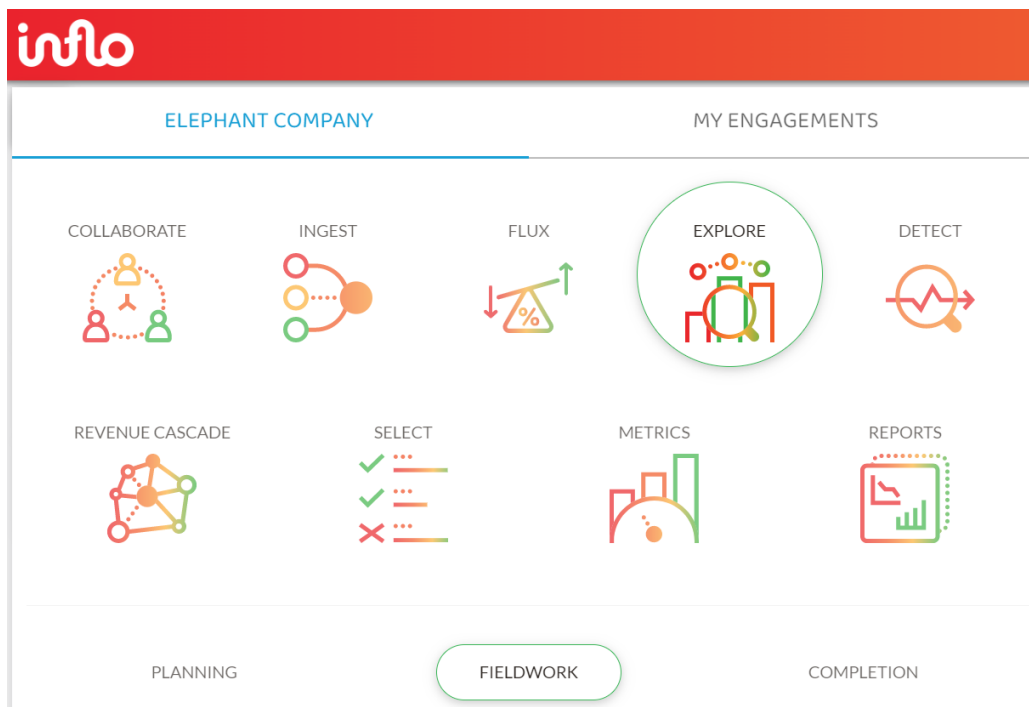 inflo
ELEPHANT COMPANY MY ENGAGEMENTS
COLLABORATE INGEST FLUX EXPLORE DETECT
%
REVENUE CASCADE SELECT METRICS REPORTS
PLANNING FIELDWORK COMPLETION